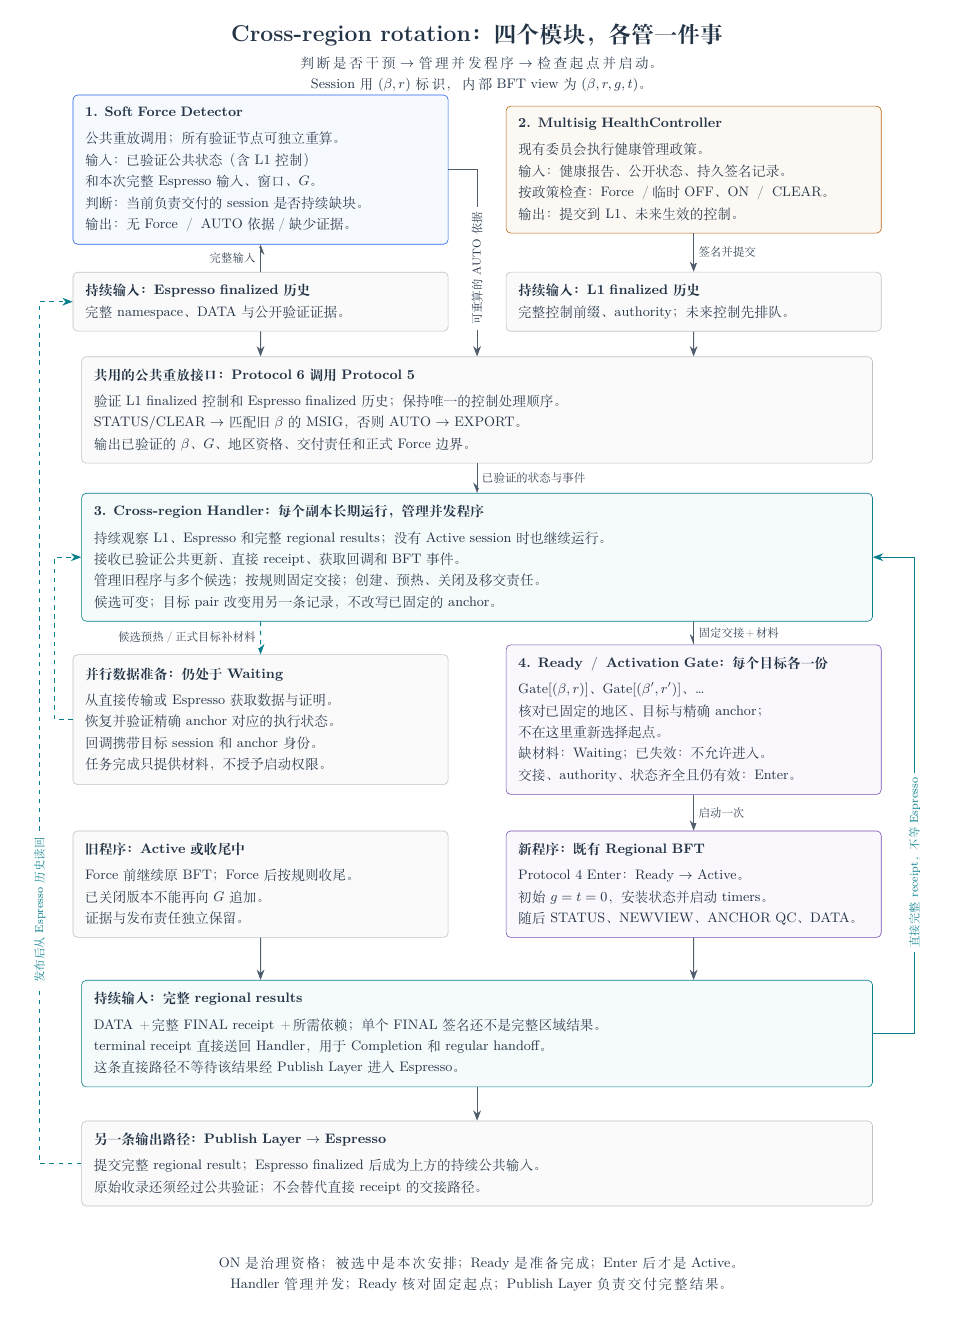 Cross-region rotation：四个模块，各管一件事
判断是否干预 → 管理并发程序 → 检查起点并启动。
Session 用 (β, r) 标识，内部 BFT view 为 (β, r, g, t)。
1. Soft Force Detector
公共重放调用；所有验证节点可独立重算。
输入：已验证公共状态（含 L1 控制）
和本次完整 Espresso 输入、窗口、G。
判断：当前负责交付的 session 是否持续缺块。
输出：无 Force / AUTO 依据 / 缺少证据。
2. Multisig HealthController
现有委员会执行健康管理政策。
输入：健康报告、公开状态、持久签名记录。
按政策检查：Force / 临时 OFF、ON / CLEAR。
输出：提交到 L1、未来生效的控制。
完整输入
可重算的 AUTO 依据
签名并提交
持续输入：Espresso finalized 历史
完整 namespace、DATA 与公开验证证据。
持续输入：L1 finalized 历史
完整控制前缀、authority；未来控制先排队。
共用的公共重放接口：Protocol 6 调用 Protocol 5
验证 L1 finalized 控制和 Espresso finalized 历史；保持唯一的控制处理顺序。
STATUS/CLEAR → 匹配旧 β 的 MSIG，否则 AUTO → EXPORT。
输出已验证的 β、G、地区资格、交付责任和正式 Force 边界。
已验证的状态与事件
3. Cross-region Handler：每个副本长期运行，管理并发程序
持续观察 L1、Espresso 和完整 regional results；没有 Active session 时也继续运行。
接收已验证公共更新、直接 receipt、获取回调和 BFT 事件。
管理旧程序与多个候选；按规则固定交接；创建、预热、关闭及移交责任。
候选可变；目标 pair 改变用另一条记录，不改写已固定的 anchor。
候选预热 / 正式目标补材料
固定交接 + 材料
并行数据准备：仍处于 Waiting
从直接传输或 Espresso 获取数据与证明。
恢复并验证精确 anchor 对应的执行状态。
回调携带目标 session 和 anchor 身份。
任务完成只提供材料，不授予启动权限。
4. Ready / Activation Gate：每个目标各一份
Gate[(β, r)]、Gate[(β′, r′)]、…
核对已固定的地区、目标与精确 anchor；
不在这里重新选择起点。
缺材料：Waiting；已失效：不允许进入。
交接、authority、状态齐全且仍有效：Enter。
启动一次
旧程序：Active 或收尾中
Force 前继续原 BFT；Force 后按规则收尾。
已关闭版本不能再向 G 追加。
证据与发布责任独立保留。
新程序：既有 Regional BFT
Protocol 4 Enter：Ready → Active。
初始 g = t = 0，安装状态并启动 timers。
随后 STATUS、NEWVIEW、ANCHOR QC、DATA。
发布后从 Espresso 历史读回
直接完整 receipt，不等 Espresso
持续输入：完整 regional results
DATA +完整 FINAL receipt +所需依赖；单个 FINAL 签名还不是完整区域结果。
terminal receipt 直接送回 Handler，用于 Completion 和 regular handoff。
这条直接路径不等待该结果经 Publish Layer 进入 Espresso。
另一条输出路径：Publish Layer → Espresso
提交完整 regional result；Espresso finalized 后成为上方的持续公共输入。
原始收录还须经过公共验证；不会替代直接 receipt 的交接路径。
ON 是治理资格；被选中是本次安排；Ready 是准备完成；Enter 后才是 Active。
Handler 管理并发；Ready 核对固定起点；Publish Layer 负责交付完整结果。